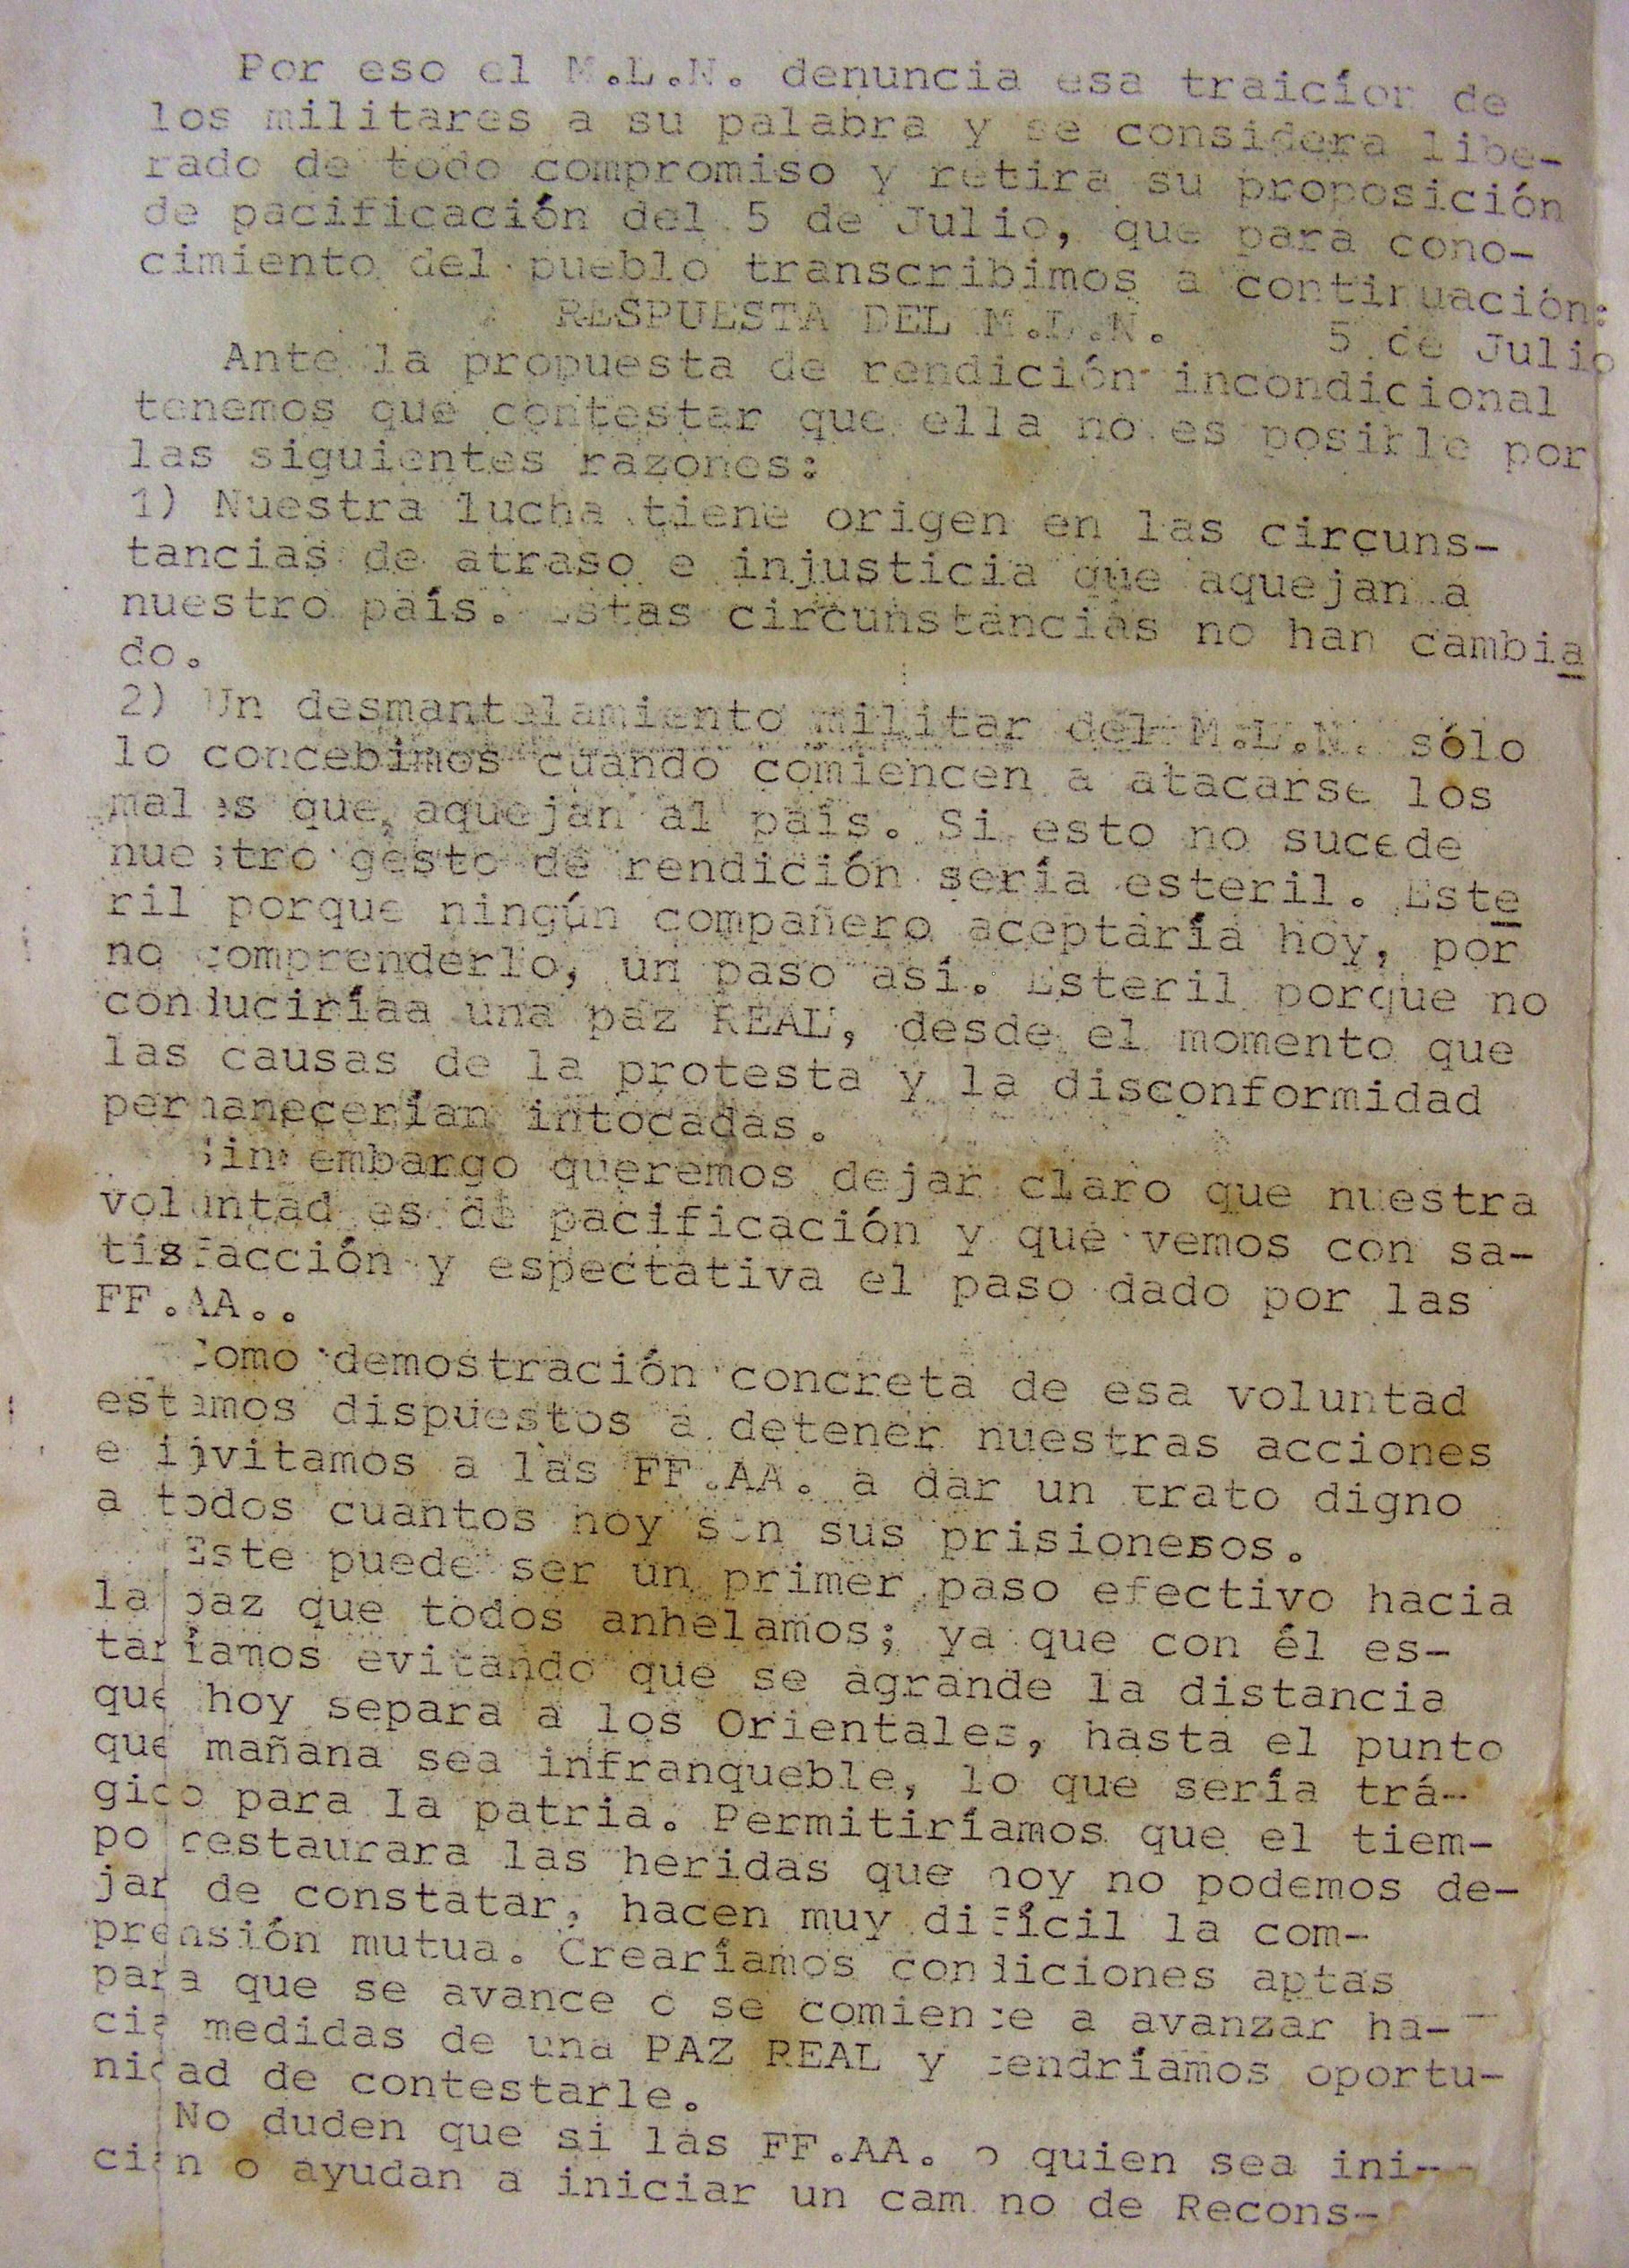 Por eso el M.L.N. denuncia esa traicíon de
los militares a su palabra y se considera libe-
rado de todo compromiso y retira su proposición
de pacificación del 5 de Julio, que para cono-
cimiento del pueblo transcribimos a continuación:
RESPUESTA DEL M.L.N. 5 de Julio
Ante la propuesta de rendición incondicional
tenemos que contestar que ella no es posible por
las siguientes razones:
1) Nuestra lucha tiene origen en las circuns-
tancias de atraso e injusticia que aquejan a
nuestro país. Estas circunstancias no han cambia
do.
2) Un desmantelamiento militar del M.L.N. sólo
lo concebimos cuando comiencen a atacarse los
males que aquejan al país. Si esto no sucede
nuestro gesto de rendición sería esteril. Este
ril porque ningún compañero aceptaría hoy, por
no comprenderlo, un paso así. Esteril porque no
conduciríaa una paz REAL, desde el momento que
las causas de la protesta y la disconformidad
permanecerían intocadas.
Sin embargo queremos dejar claro que nuestra
voluntad es de pacificación y que vemos con sa-
tisfacción y espectativa el paso dado por las
FF.AA..
Como demostración concreta de esa voluntad
estamos dispuestos a detener nuestras acciones
e invitamos a las FF.AA. a dar un trato digno
a todos cuantos hoy son sus prisioneros.
Este puede ser un primer paso efectivo hacia
la paz que todos anhelamos; ya que con él es-
taríamos evitando que se agrande la distancia
que hoy separa a los Orientales, hasta el punto
que mañana sea infranqueble, lo que sería trá-
gico para la patria. Permitiríamos que el tiem-
po restaurara las heridas que hoy no podemos de-
jar de constatar, hacen muy difícil la com-
prensión mutua. Crearíamos condiciones aptas
para que se avance o se comience a avanzar ha-
cia medidas de una PAZ REAL y tendríamos oportu-
nidad de contestarle.
No duden que si las FF.AA. o quien sea ini-
cian o ayudan a iniciar un camino de Recons-